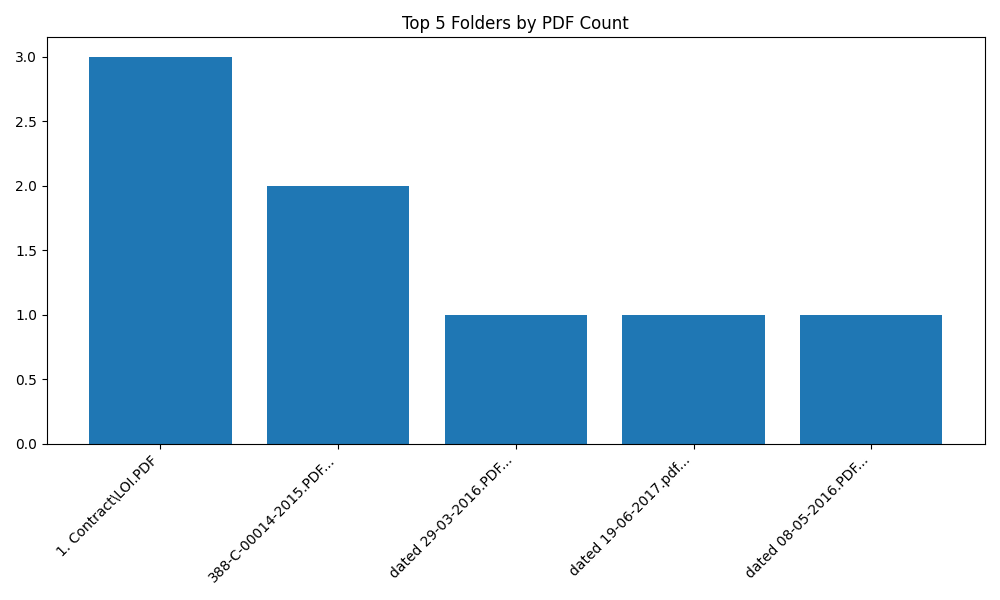 Top 5 Folders by PDF Count
3.0
2.5
2.0
1.5
1.0
0.5
0.0
1. Contract\LOI.PDF
388-C-00014-2015.PDF...
dated 29-03-2016.PDF...
dated 19-06-2017.pdf...
dated 08-05-2016.PDF...